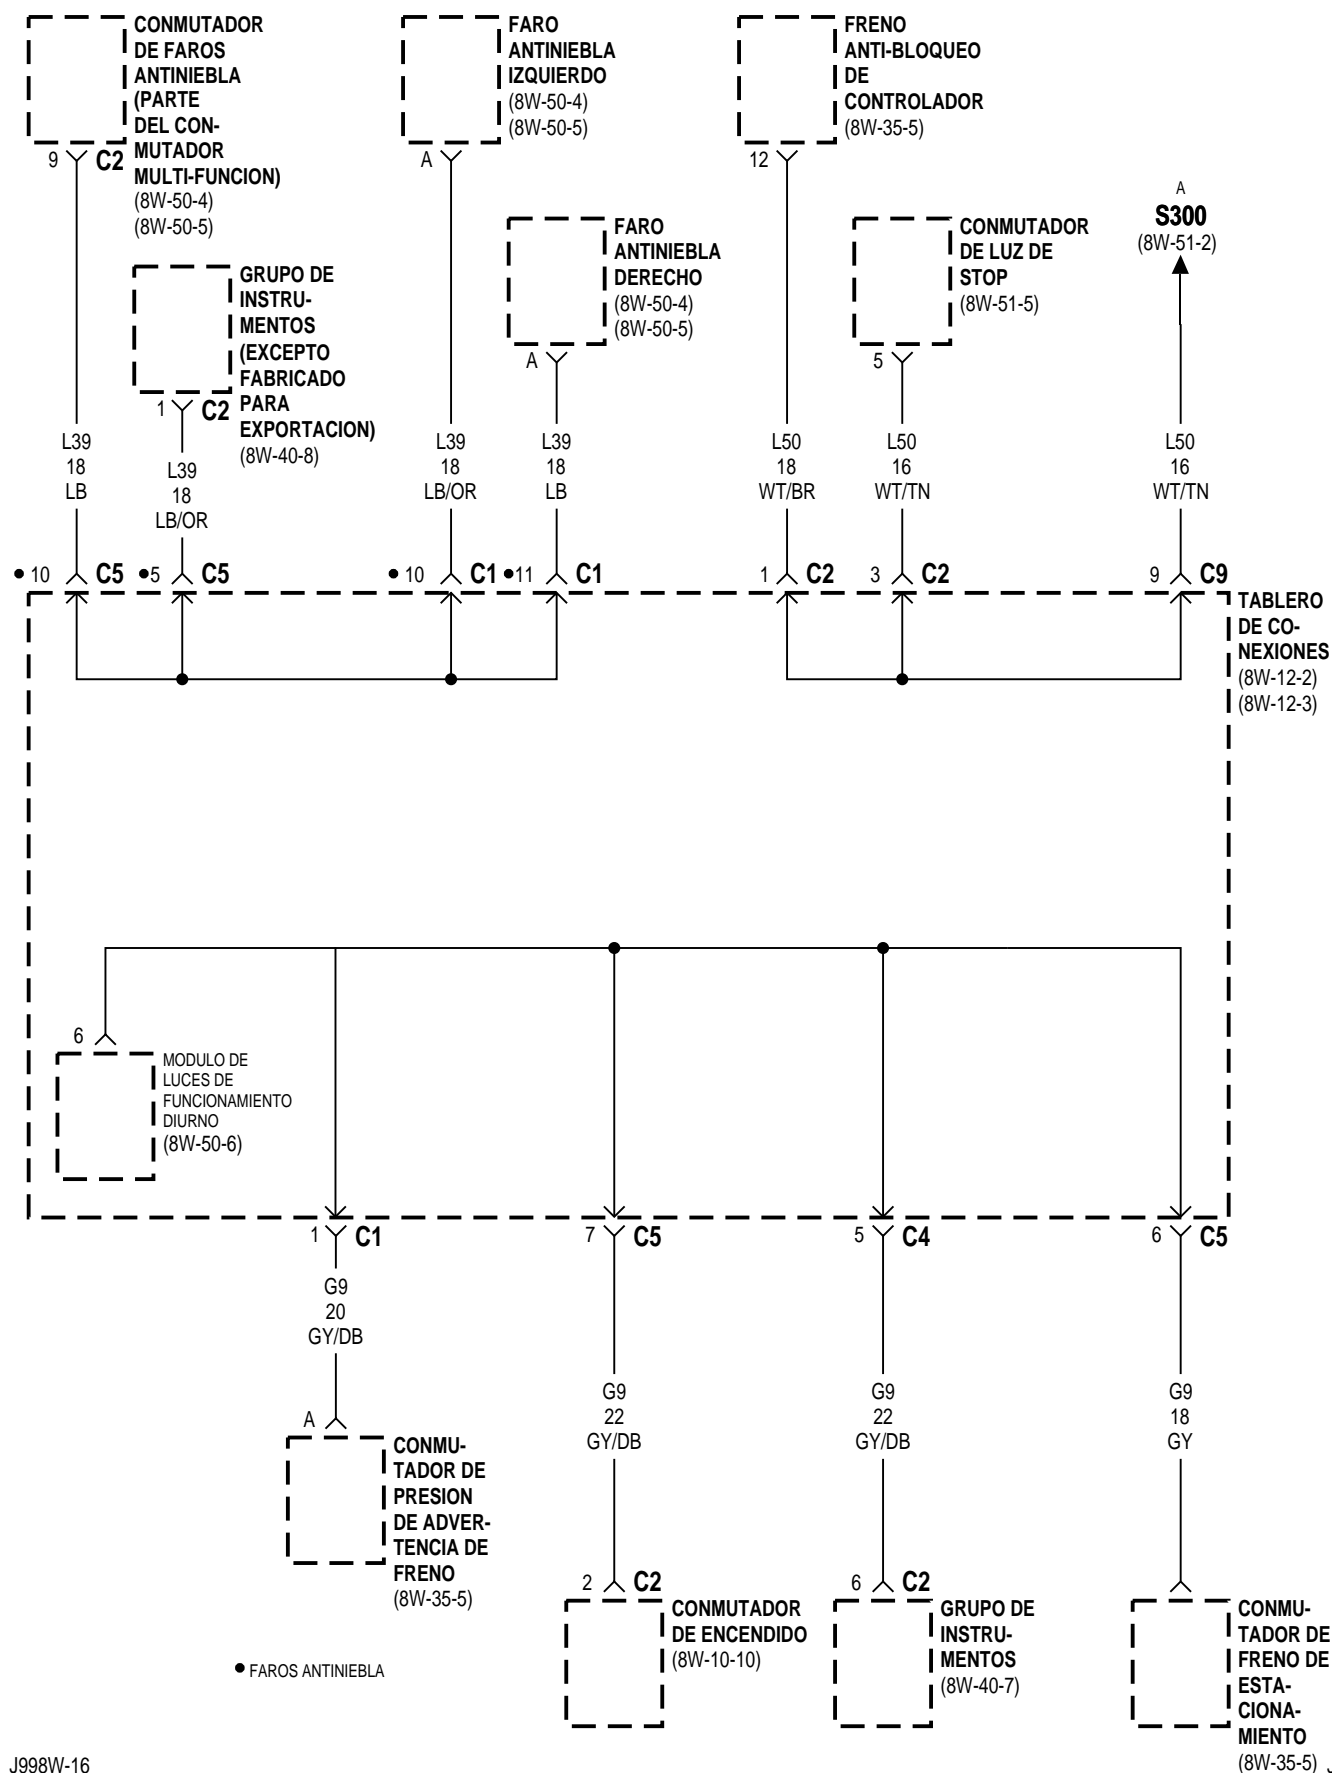 CONMUTADOR
DE FAROS
ANTINIEBLA
(PARTE
DEL CON-
MUTADOR
MULTI-FUNCION)
(8W-50-4)
(8W-50-5)
9
C2
FARO
ANTINIEBLA
IZQUIERDO
(8W-50-4)
(8W-50-5)
A
FRENO
ANTI-BLOQUEO
DE
CONTROLADOR
(8W-35-5)
12
GRUPO DE
INSTRU-
MENTOS
(EXCEPTO
FABRICADO
PARA
EXPORTACION)
(8W-40-8)
1
C2
FARO
ANTINIEBLA
DERECHO
(8W-50-4)
(8W-50-5)
A
CONMUTADOR
DE LUZ DE
STOP
(8W-51-5)
5
A
S300
(8W-51-2)
L39
18
LB
L39
18
LB/OR
L39
18
LB/OR
L39
18
LB
L50
18
WT/BR
L50
16
WT/TN
L50
16
WT/TN
• 10 C5
•5 C5
• 10 C1
•11 C1
1 C2
3 C2
9 C9
TABLERO
DE CO-
NEXIONES
(8W-12-2)
(8W-12-3)
6
MODULO DE
LUCES DE
FUNCIONAMIENTO
DIURNO
(8W-50-6)
1 C1
7 C5
5 C4
6 C5
G9
20
GY/DB
G9
22
GY/DB
G9
22
GY/DB
G9
18
GY
A
CONMU-
TADOR DE
PRESION
DE ADVER-
TENCIA DE
FRENO
(8W-35-5)
2 C2
CONMUTADOR
DE ENCENDIDO
(8W-10-10)
6 C2
GRUPO DE
INSTRU-
MENTOS
(8W-40-7)
CONMU-
TADOR DE
FRENO DE
ESTA-
CIONA-
MIENTO
(8W-35-5)
• FAROS ANTINIEBLA
J998W-16